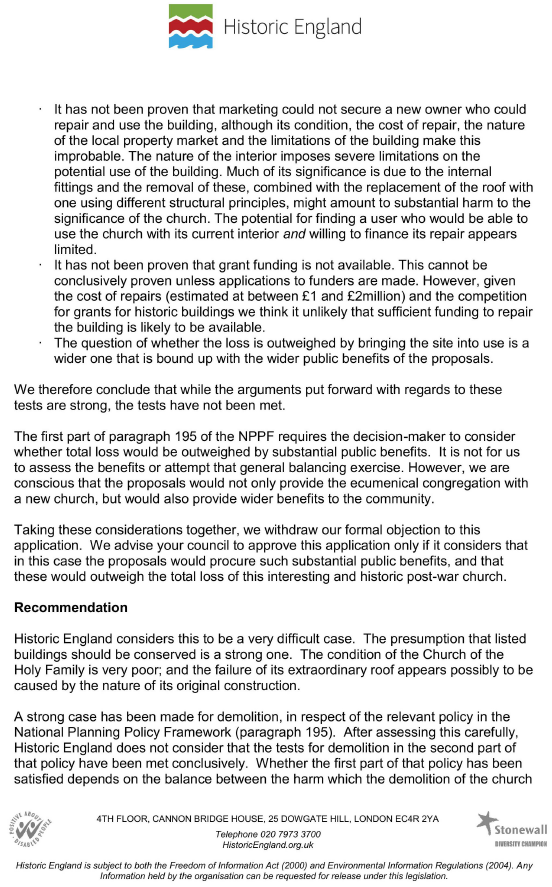 Historic England
· It has not been proven that marketing could not secure a new owner who could
repair and use the building, although its condition, the cost of repair, the nature
of the local property market and the limitations of the building make this
improbable. The nature of the interior imposes severe limitations on the
potential use of the building. Much of its significance is due to the internal
fittings and the removal of these, combined with the replacement of the roof with
one using different structural principles, might amount to substantial harm to the
significance of the church. The potential for finding a user who would be able to
use the church with its current interior and willing to finance its repair appears
limited.
· It has not been proven that grant funding is not available. This cannot be
conclusively proven unless applications to funders are made. However, given
the cost of repairs (estimated at between £1 and £2million) and the competition
for grants for historic buildings we think it unlikely that sufficient funding to repair
the building is likely to be available.
· The question of whether the loss is outweighed by bringing the site into use is a
wider one that is bound up with the wider public benefits of the proposals.
We therefore conclude that while the arguments put forward with regards to these
tests are strong, the tests have not been met.
The first part of paragraph 195 of the NPPF requires the decision-maker to consider
whether total loss would be outweighed by substantial public benefits.  It is not for us
to assess the benefits or attempt that general balancing exercise. However, we are
conscious that the proposals would not only provide the ecumenical congregation with
a new church, but would also provide wider benefits to the community.
Taking these considerations together, we withdraw our formal objection to this
application.  We advise your council to approve this application only if it considers that
in this case the proposals would procure such substantial public benefits, and that
these would outweigh the total loss of this interesting and historic post-war church.
Recommendation
Historic England considers this to be a very difficult case.  The presumption that listed
buildings should be conserved is a strong one.  The condition of the Church of the
Holy Family is very poor; and the failure of its extraordinary roof appears possibly to be
caused by the nature of its original construction.
A strong case has been made for demolition, in respect of the relevant policy in the
National Planning Policy Framework (paragraph 195).  After assessing this carefully,
Historic England does not consider that the tests for demolition in the second part of
that policy have been met conclusively.  Whether the first part of that policy has been
satisfied depends on the balance between the harm which the demolition of the church
POSITIVE ABOUT DISABLED PEOPLE
4TH FLOOR, CANNON BRIDGE HOUSE, 25 DOWGATE HILL, LONDON EC4R 2YA
Telephone 020 7973 3700
HistoricEngland.org.uk
Stonewall
DIVERSITY CHAMPION
Historic England is subject to both the Freedom of Information Act (2000) and Environmental Information Regulations (2004). Any
Information held by the organisation can be requested for release under this legislation.